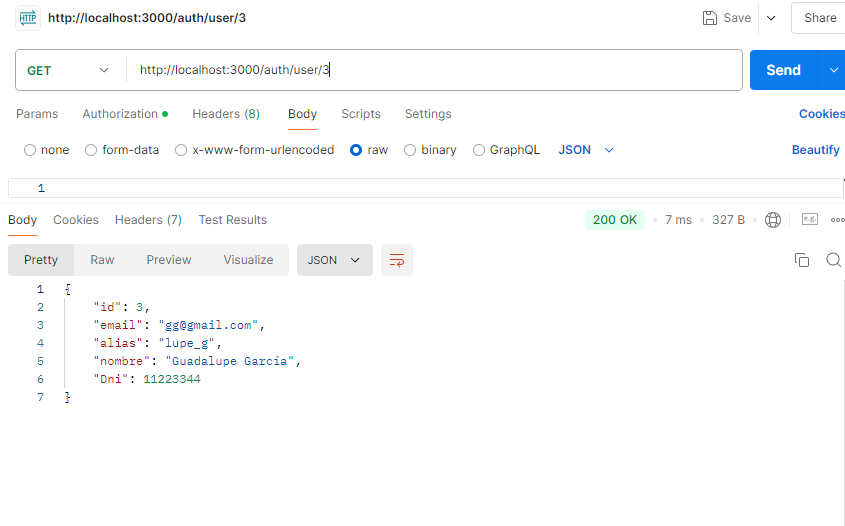 HTTP http://localhost:3000/auth/user/3 Save Share
GET http://localhost:3000/auth/user/3 Send
Params Authorization Headers (8) Body Scripts Settings Cookies
none form-data x-www-form-urlencoded raw binary GraphQL JSON Beautify
1
Body Cookies Headers (7) Test Results 200 OK 7 ms 327 B e.g.
Pretty Raw Preview Visualize JSON
1 {
2 "id": 3,
3 "email": "gg@gmail.com",
4 "alias": "lupe_g",
5 "nombre": "Guadalupe García",
6 "Dni": 11223344
7 }